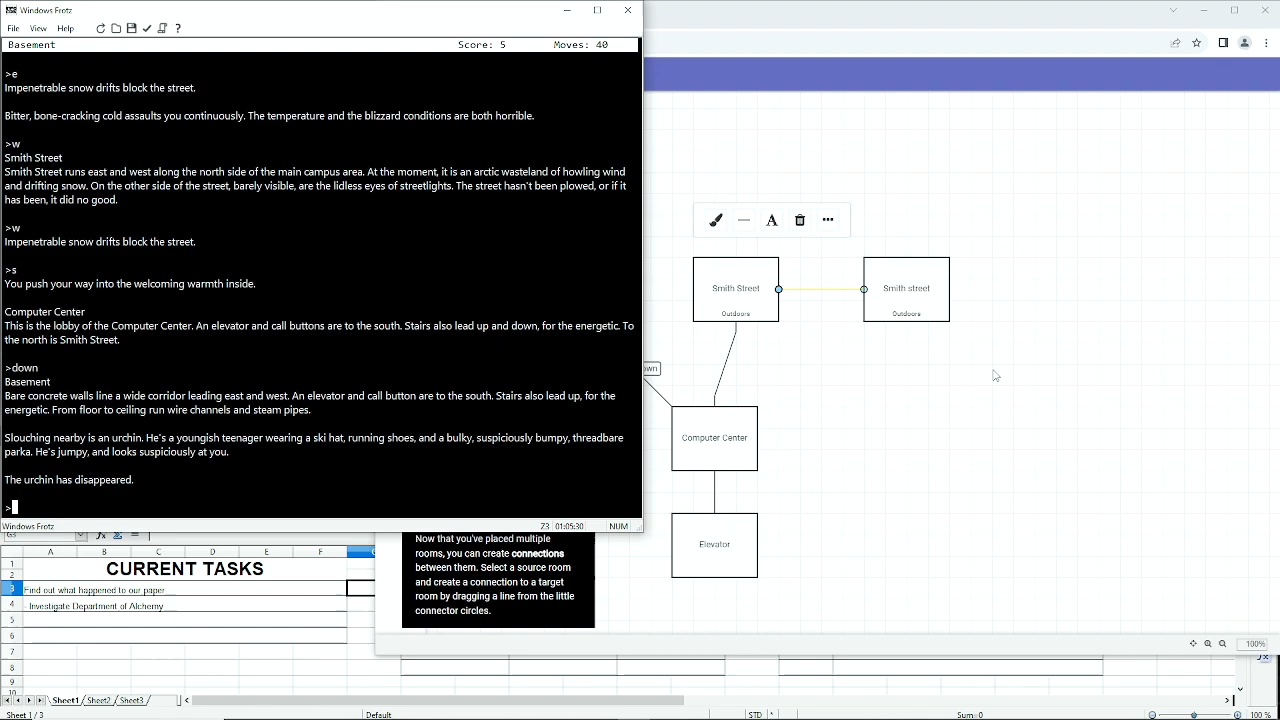 Windows Frotz
File View Help
Basement Score: 5 Moves: 40
>e
Impenetrable snow drifts block the street.
Bitter, bone-cracking cold assaults you continuously. The temperature and the blizzard conditions are both horrible.
>w
Smith Street
Smith Street runs east and west along the north side of the main campus area. At the moment, it is an arctic wasteland of howling wind
and drifting snow. On the other side of the street, barely visible, are the lidless eyes of streetlights. The street hasn't been plowed, or if it
has been, it did no good.
>w
Impenetrable snow drifts block the street.
>s
You push your way into the welcoming warmth inside.
Computer Center
This is the lobby of the Computer Center. An elevator and call buttons are to the south. Stairs also lead up and down, for the energetic. To
the north is Smith Street.
>down
Basement
Bare concrete walls line a wide corridor leading east and west. An elevator and call button are to the south. Stairs also lead up, for the
energetic. From floor to ceiling run wire channels and steam pipes.
Slouching nearby is an urchin. He's a youngish teenager wearing a ski hat, running shoes, and a bulky, suspiciously bumpy, threadbare
parka. He's jumpy, and looks suspiciously at you.
The urchin has disappeared.
>
Windows Frotz Z3 01:05:30 NUM
A
Smith Street
Outdoors
Smith street
Outdoors
own
Computer Center
Elevator
Now that you've placed multiple
rooms, you can create connections
between them. Select a source room
and create a connection to a target
room by dragging a line from the little
connector circles.
100%
G3 fx Σ =
A B C D E F
1 CURRENT TASKS
2
3 Find out what happened to our paper
4 - Investigate Department of Alchemy
5
6
7
8
9
10
Sheet1 Sheet2 Sheet3
Sheet 1 / 3 Default STD * Sum=0 100 %